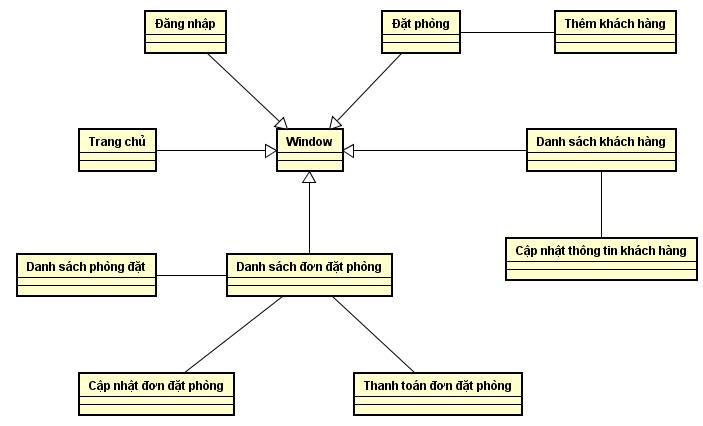 Đăng nhập
Đặt phòng
Thêm khách hàng
Trang chủ
Window
Danh sách khách hàng
Cập nhật thông tin khách hàng
Danh sách phòng đặt
Danh sách đơn đặt phòng
Cập nhật đơn đặt phòng
Thanh toán đơn đặt phòng